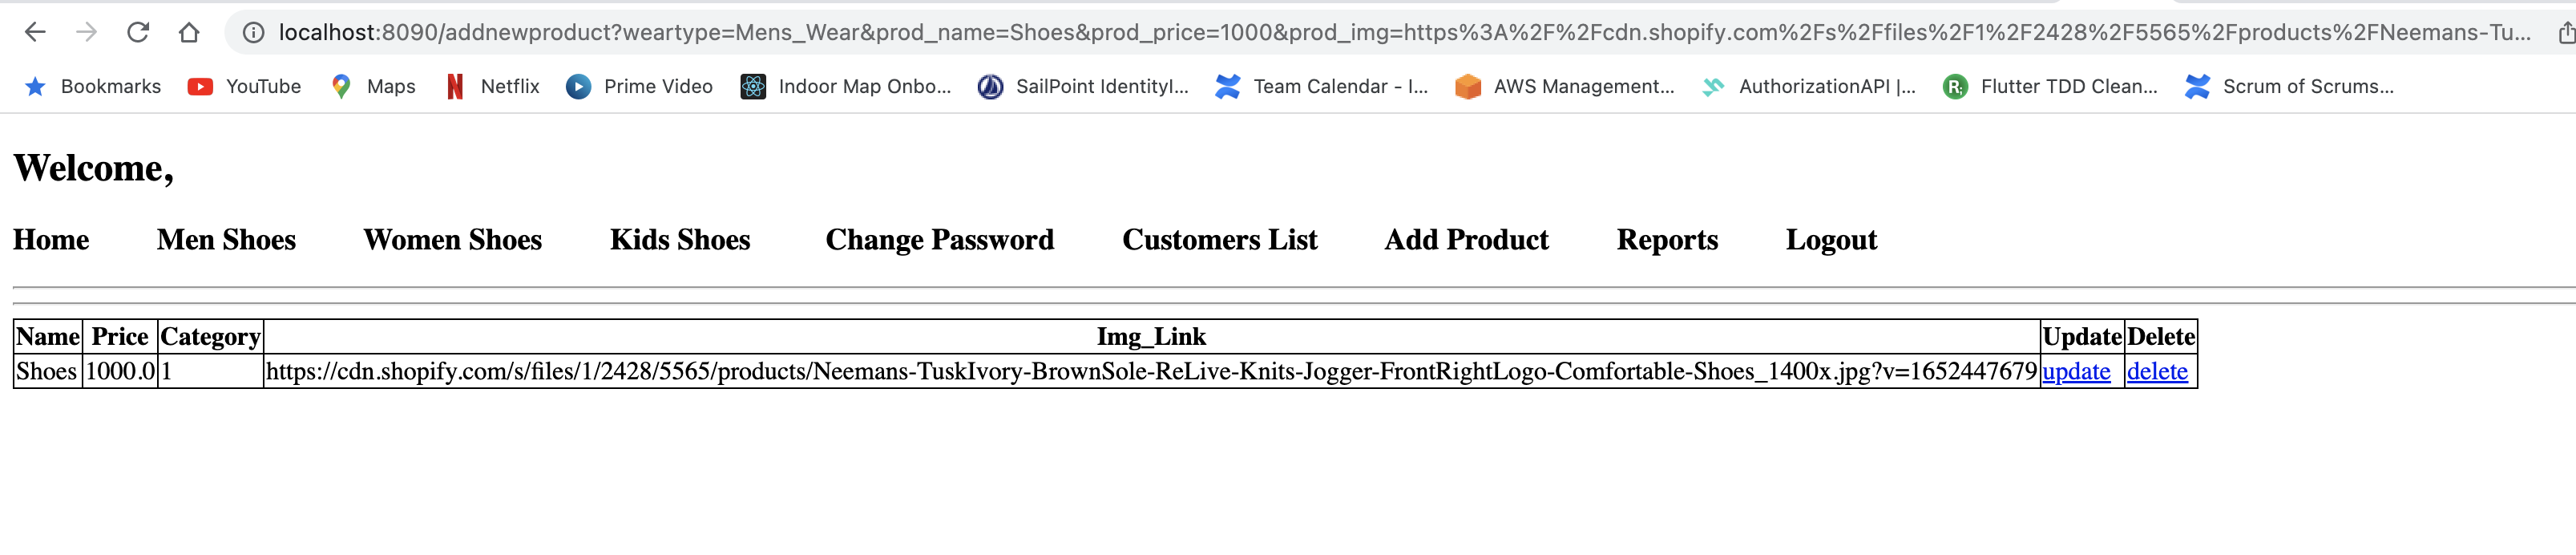 localhost:8090/addnewproduct?weartype=Mens_Wear&prod_name=Shoes&prod_price=1000&prod_img=https%3A%2F%2Fcdn.shopify.com%2Fs%2Ffiles%2F1%2F2428%2F5565%2Fproducts%2FNeemans-Tu...
Bookmarks YouTube Maps Netflix Prime Video Indoor Map Onbo... SailPoint IdentityI... Team Calendar - I... AWS Management... AuthorizationAPI |... Flutter TDD Clean... Scrum of Scrums...
Welcome,
Home Men Shoes Women Shoes Kids Shoes Change Password Customers List Add Product Reports Logout
Name Price Category Img_Link Update Delete
Shoes 1000.0 1 https://cdn.shopify.com/s/files/1/2428/5565/products/Neemans-TuskIvory-BrownSole-ReLive-Knits-Jogger-FrontRightLogo-Comfortable-Shoes_1400x.jpg?v=1652447679 update delete